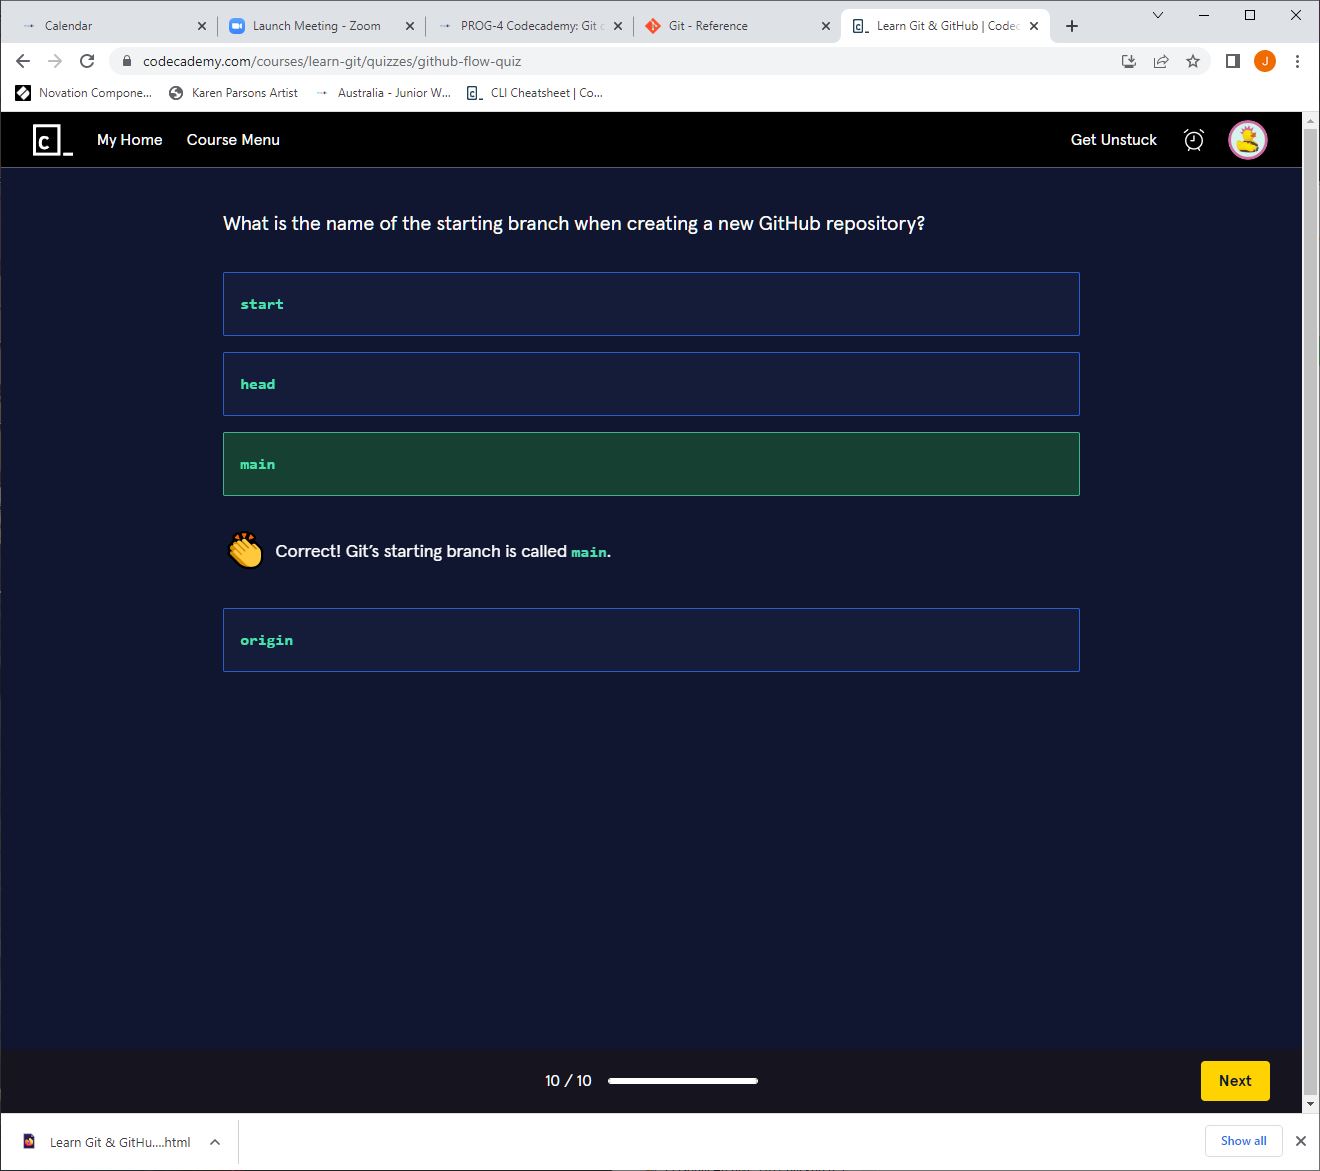 Calendar
Launch Meeting - Zoom
PROG-4 Codecademy: Git
Git - Reference
Learn Git & GitHub | Codec
codecademy.com/courses/learn-git/quizzes/github-flow-quiz
J
Novation Compone...
Karen Parsons Artist
Australia - Junior W...
CLI Cheatsheet | Co...
c_
My Home
Course Menu
Get Unstuck
What is the name of the starting branch when creating a new GitHub repository?
start
head
main
Correct! Git’s starting branch is called main.
origin
10 / 10
Next
Learn Git & GitHu....html
Show all